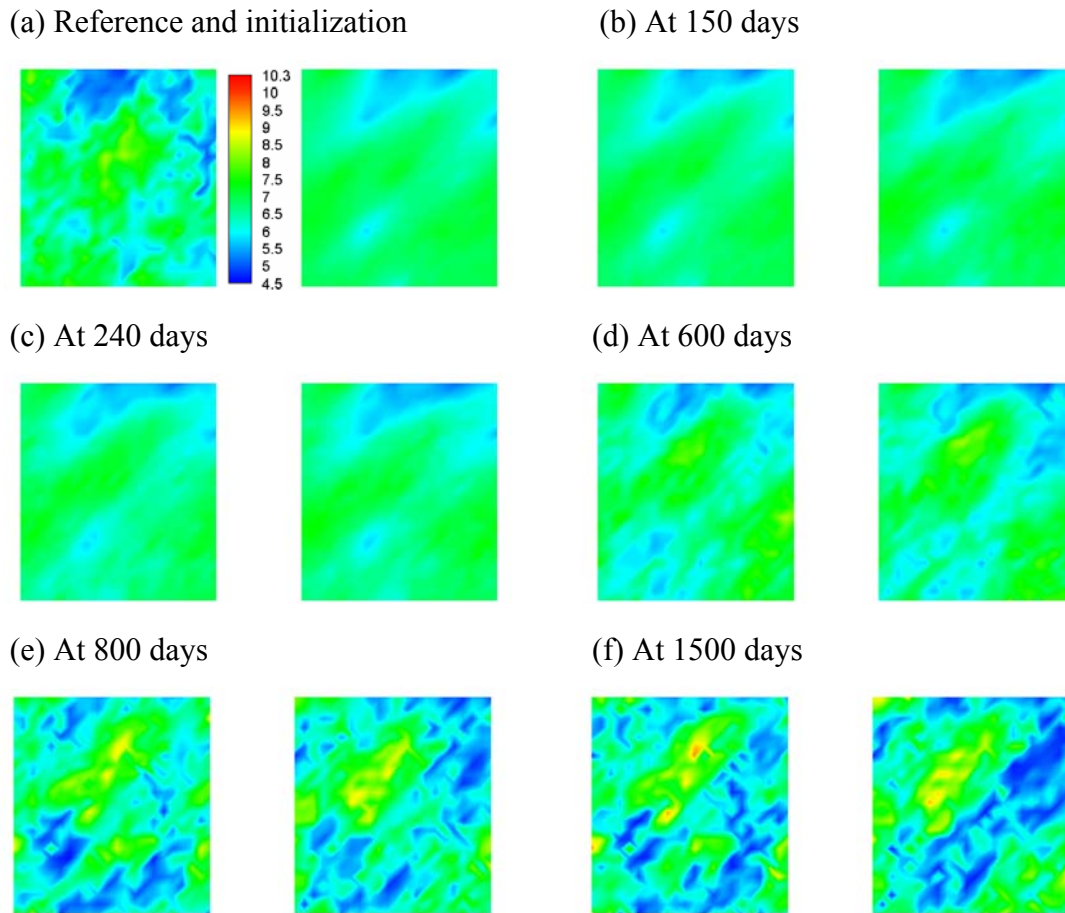 (a) Reference and initialization
(b) At 150 days
10.3
10
9.5
9
8.5
8
7.5
7
6.5
6
5.5
5
4.5
(c) At 240 days
(d) At 600 days
(e) At 800 days
(f) At 1500 days